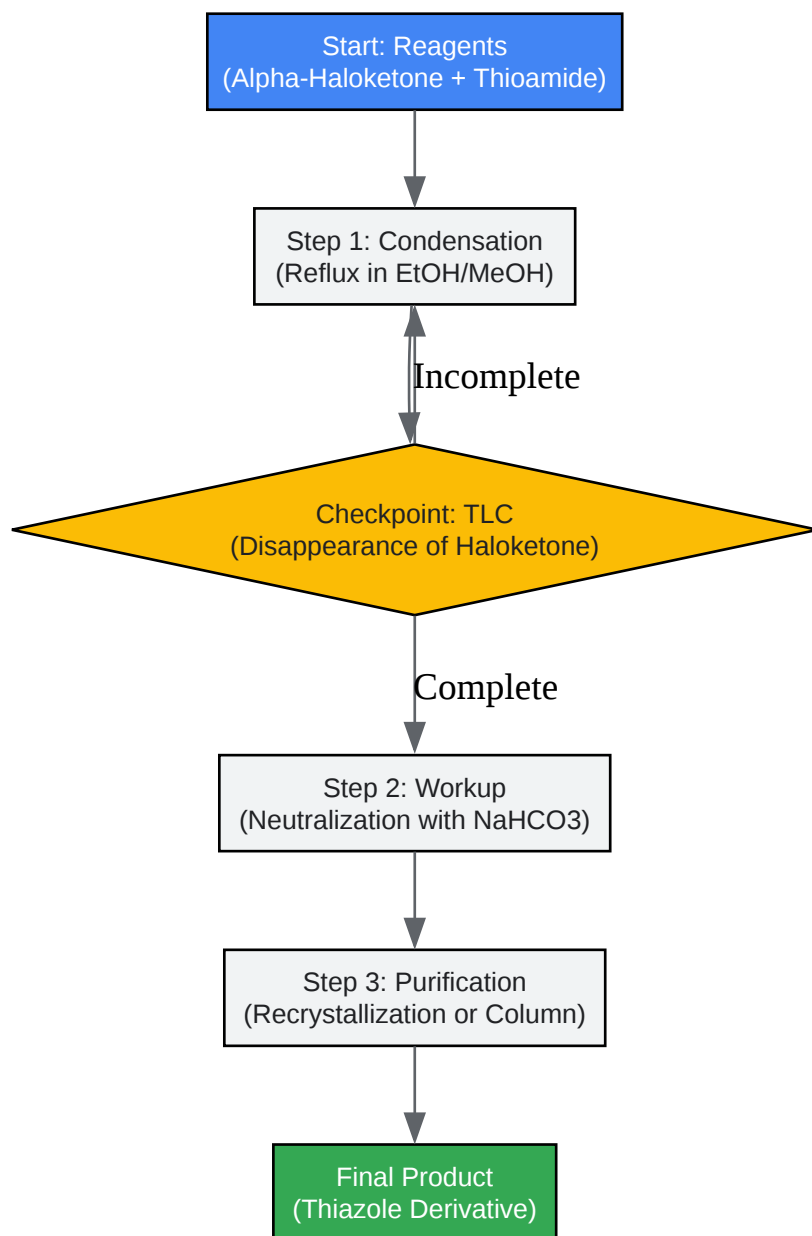 Start: Reagents
(Alpha-Haloketone + Thioamide)
Step 1: Condensation
(Reflux in EtOH/MeOH)
Incomplete
Checkpoint: TLC
(Disappearance of Haloketone)
Complete
Step 2: Workup
(Neutralization with NaHCO3)
Step 3: Purification
(Recrystallization or Column)
Final Product
(Thiazole Derivative)